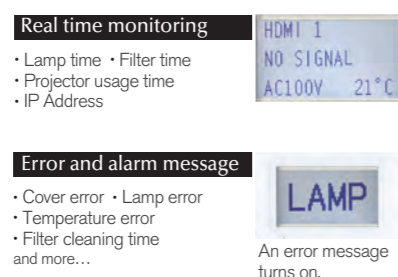 Real time monitoring
• Lamp time • Filter time
• Projector usage time
• IP Address
HDMI 1
NO SIGNAL
AC100V 21°C
Error and alarm message
• Cover error • Lamp error
• Temperature error
• Filter cleaning time
and more…
LAMP
An error message
turns on.